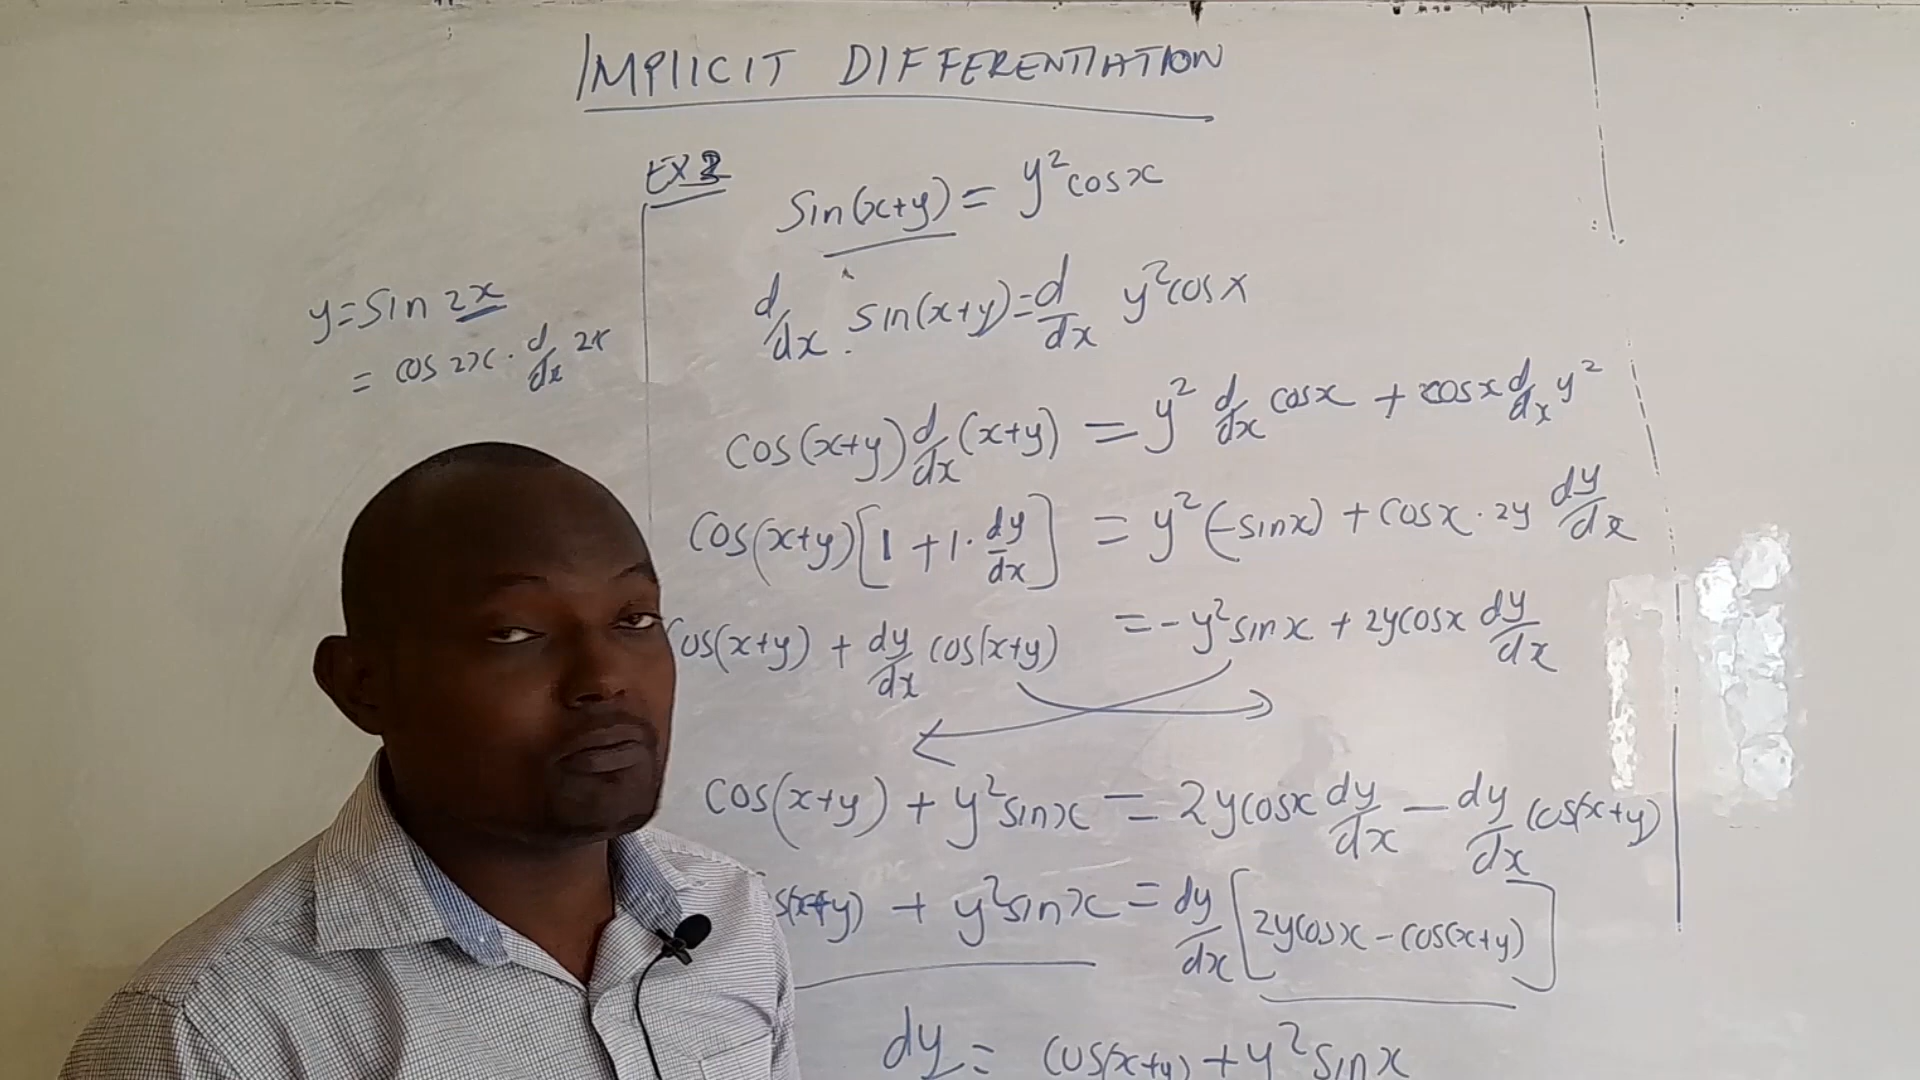 IMPLICIT DIFFERENTIATION
EX 3
sin(x+y) = y²cosx
d/dx sin(x+y) = d/dx y²cosx
y = sin 2x
= cos 2x · d/dx 2x
cos(x+y) d/dx (x+y) = y² d/dx cosx + cosx d/dx y²
cos(x+y)[1 + 1· dy/dx] = y²(-sinx) + cosx · 2y dy/dx
cos(x+y) + dy/dx cos(x+y) = -y²sinx + 2ycosx dy/dx
cos(x+y) + y²sinx = 2ycosx dy/dx - dy/dx cos(x+y)
s(x+y) + y²sinx = dy/dx [2ycosx - cos(x+y)]
dy = cos(x+y) + y²sinx